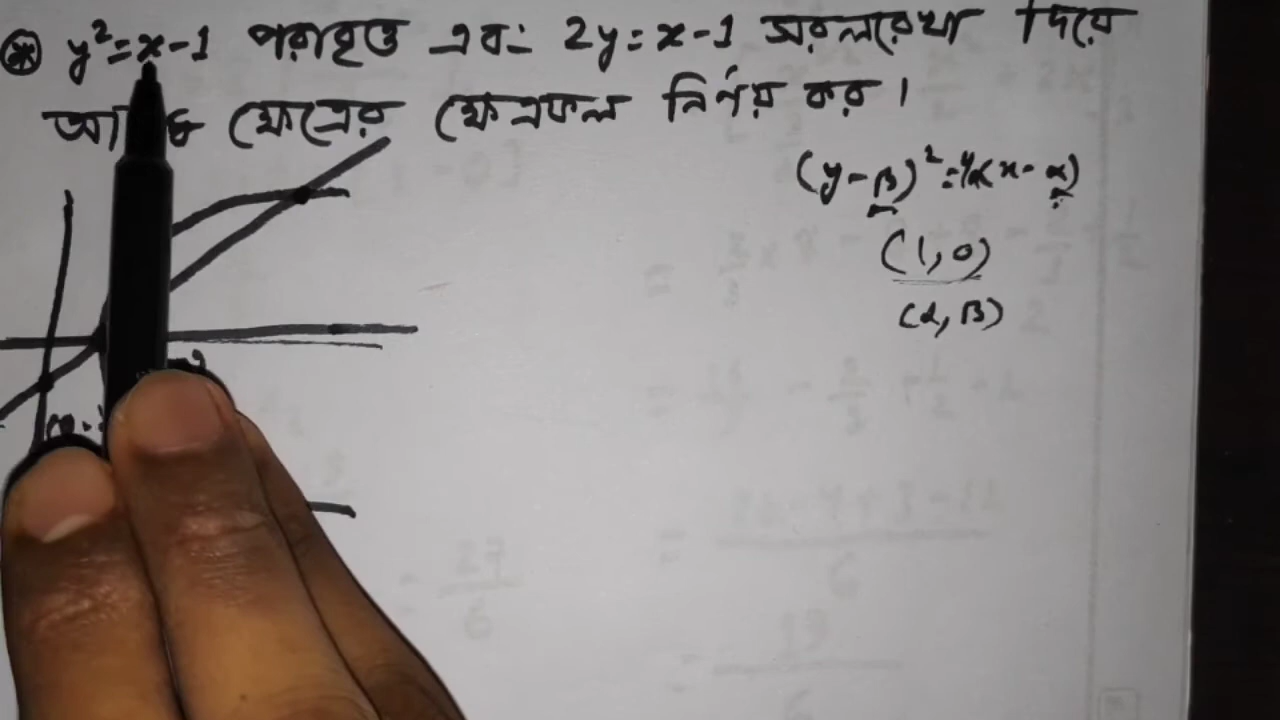 y² = x - 1 পরাবৃত্ত এবং 2y = x - 1 সরলরেখা দিয়ে
ক্ষেত্রের ক্ষেত্রফল নির্ণয় কর।
(y - β)² = 4a(x - α)
(1, 0)
(α, β)